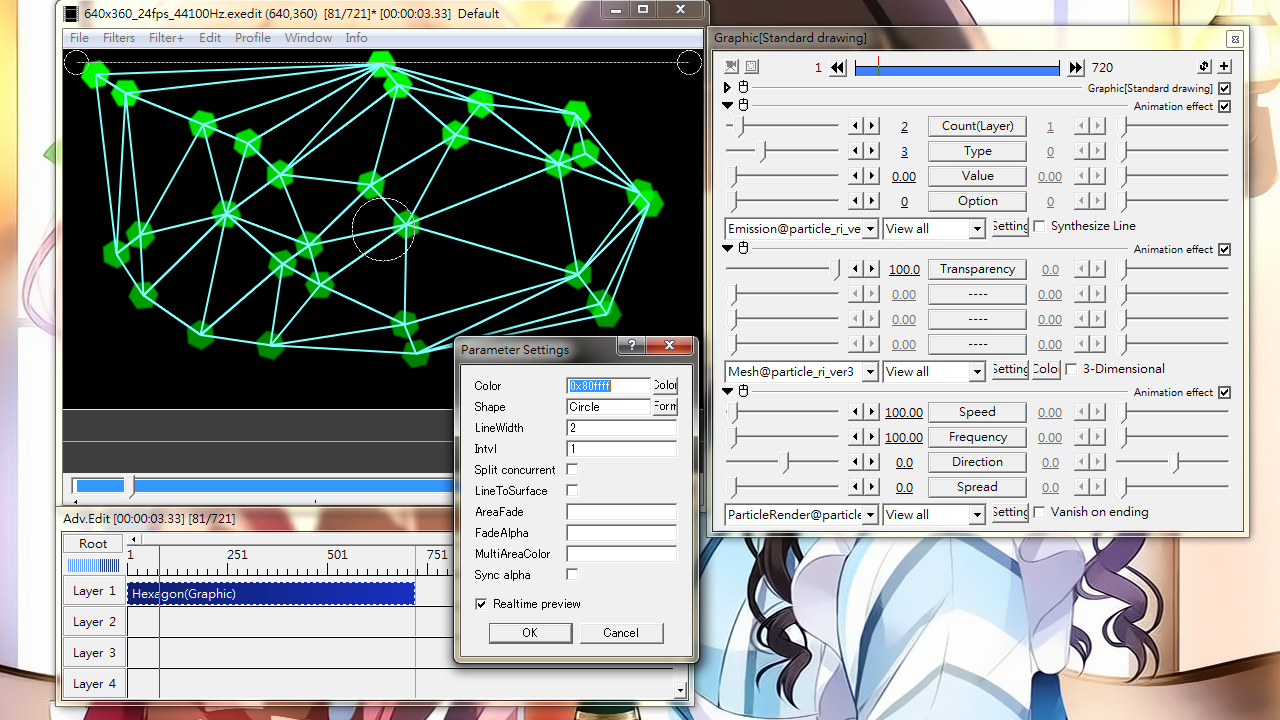 640x360_24fps_44100Hz.exedit (640,360) [81/721]* [00:00:03.33] Default
File Filters Filter+ Edit Profile Window Info
Graphic[Standard drawing]
1 720
Graphic[Standard drawing]
Animation effect
2 Count(Layer) 1
3 Type 0
0.00 Value 0.00
0 Option 0
Emission@particle_ri_ve View all Setting Synthesize Line
Animation effect
100.0 Transparency 0.0
0.00 ---- 0.00
0.00 ---- 0.00
0.00 ---- 0.00
Mesh@particle_ri_ver3 View all Setting Color 3-Dimensional
Animation effect
100.00 Speed 0.00
100.00 Frequency 0.00
0.0 Direction 0.0
0.0 Spread 0.0
ParticleRender@particle View all Setting Vanish on ending
Parameter Settings
Color 0x80ffff Color
Shape Circle Form
LineWidth 2
Intvl 1
Split concurrent
LineToSurface
AreaFade
FadeAlpha
MultiAreaColor
Sync alpha
Realtime preview
OK Cancel
Adv.Edit [00:00:03.33] [81/721]
Root
1 251 501 751
Layer 1 Hexagon(Graphic)
Layer 2
Layer 3
Layer 4